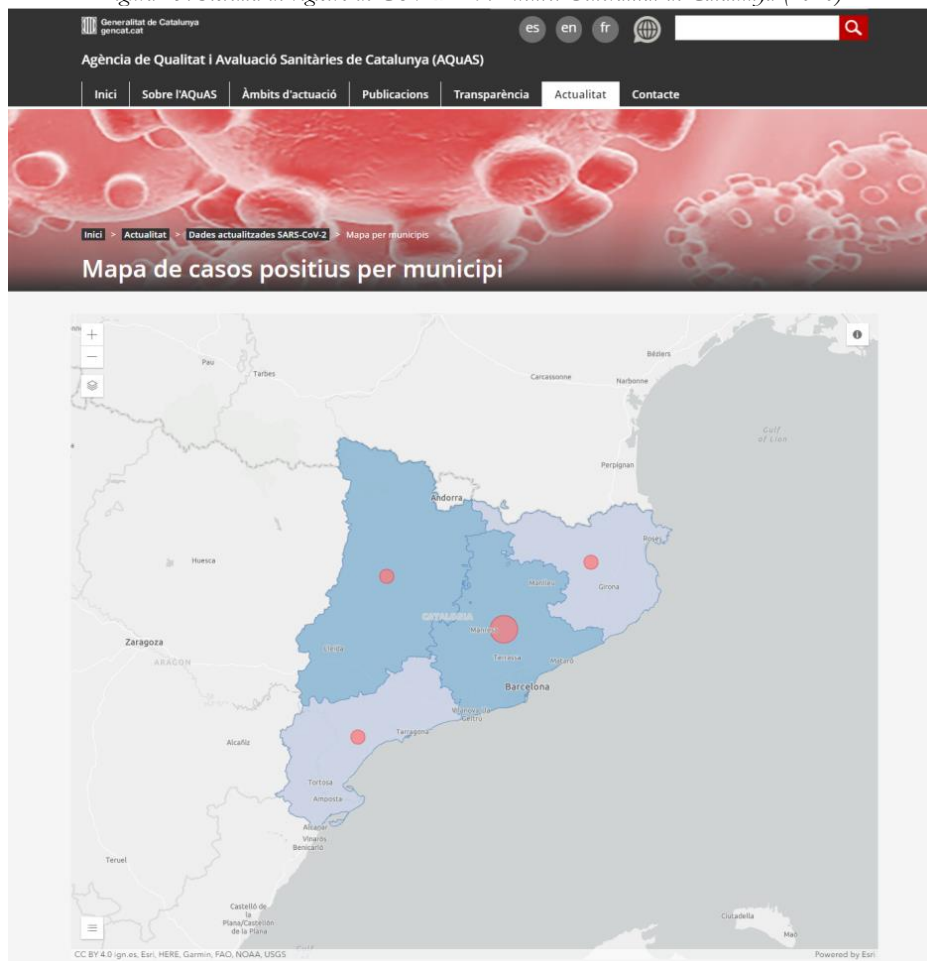 Generalitat de Catalunya
gencat.cat
es en fr
Agència de Qualitat i Avaluació Sanitàries de Catalunya (AQuAS)
Inici Sobre l'AQuAS Àmbits d'actuació Publicacions Transparència Actualitat Contacte
Inici > Actualitat > Dades actualitzades SARS-CoV-2 > Mapa per municipis
Mapa de casos positius per municipi
Pau
Tarbes
Béziers
Carcassonne
Narbonne
Gulf
of Lion
Perpignan
Andorra
Roses
Huesca
Manlleu
Girona
CATALUNIA
Manresa
Zaragoza
Lleida
ARAGON
Terrassa
Mataró
Barcelona
Vilanova i la
Geltrú
Tarragona
Alcañiz
Tortosa
Amposta
Alcanar
Vinaròs
Benicarló
Teruel
Castelló de
la
Plana/Castellón
de la Plana
Ciutadella
Maó
Gulf
CC BY 4.0 ign.es, Esri, HERE, Garmin, FAO, NOAA, USGS
Powered by Esri